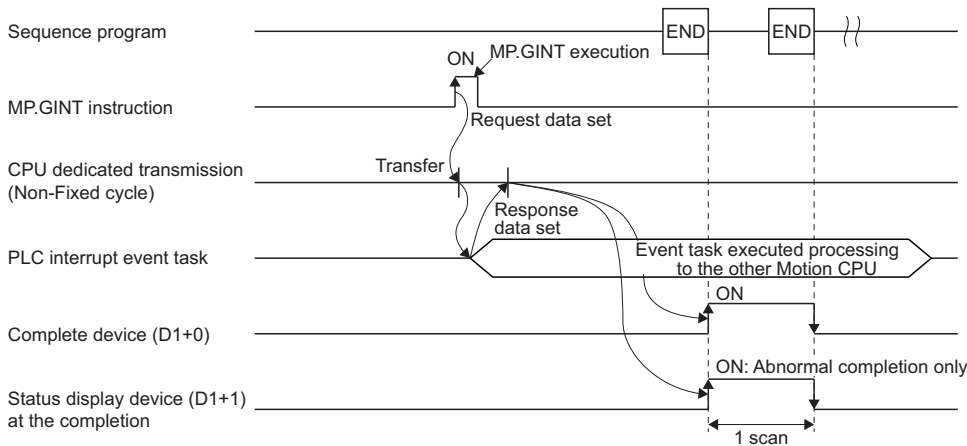 Sequence program
END
END
ON
MP.GINT execution
MP.GINT instruction
Request data set
CPU dedicated transmission
(Non-Fixed cycle)
Transfer
Response
data set
PLC interrupt event task
Event task executed processing
to the other Motion CPU
ON
Complete device (D1+0)
ON: Abnormal completion only
Status display device (D1+1)
at the completion
1 scan